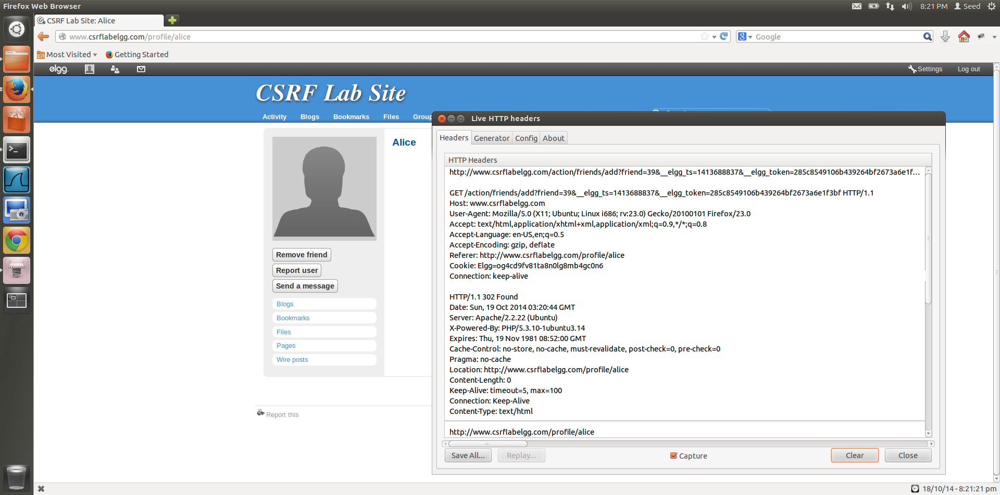 Firefox Web Browser
8:21 PM Seed
CSRF Lab Site: Alice
www.csrflabelgg.com/profile/alice
8 Google
Most Visited Getting Started
elgg.
Settings Log out
CSRF Lab Site
Activity Blogs Bookmarks Files Group
Live HTTP headers
Headers Generator Config About
Alice
HTTP Headers
http://www.csrflabelgg.com/action/friends/add?friend=39&__elgg_ts=1413688837&__elgg_token=285c8549106b439264bf2673a6e1f...
GET /action/friends/add?friend=39&__elgg_ts=1413688837&__elgg_token=285c8549106b439264bf2673a6e1f3bf HTTP/1.1
Host: www.csrflabelgg.com
User-Agent: Mozilla/5.0 (X11; Ubuntu; Linux i686; rv:23.0) Gecko/20100101 Firefox/23.0
Accept: text/html,application/xhtml+xml,application/xml;q=0.9,*/*;q=0.8
Accept-Language: en-US,en;q=0.5
Accept-Encoding: gzip, deflate
Referer: http://www.csrflabelgg.com/profile/alice
Cookie: Elgg=og4cd9fv81ta8n0lg8mb4gc0n6
Connection: keep-alive
HTTP/1.1 302 Found
Date: Sun, 19 Oct 2014 03:20:44 GMT
Server: Apache/2.2.22 (Ubuntu)
X-Powered-By: PHP/5.3.10-1ubuntu3.14
Expires: Thu, 19 Nov 1981 08:52:00 GMT
Cache-Control: no-store, no-cache, must-revalidate, post-check=0, pre-check=0
Pragma: no-cache
Location: http://www.csrflabelgg.com/profile/alice
Content-Length: 0
Keep-Alive: timeout=5, max=100
Connection: Keep-Alive
Content-Type: text/html
http://www.csrflabelgg.com/profile/alice
Save All... Replay... Capture Clear Close
Remove friend
Report user
Send a message
Blogs
Bookmarks
Files
Pages
Wire posts
Report this
18/10/14 - 8:21:21 pm